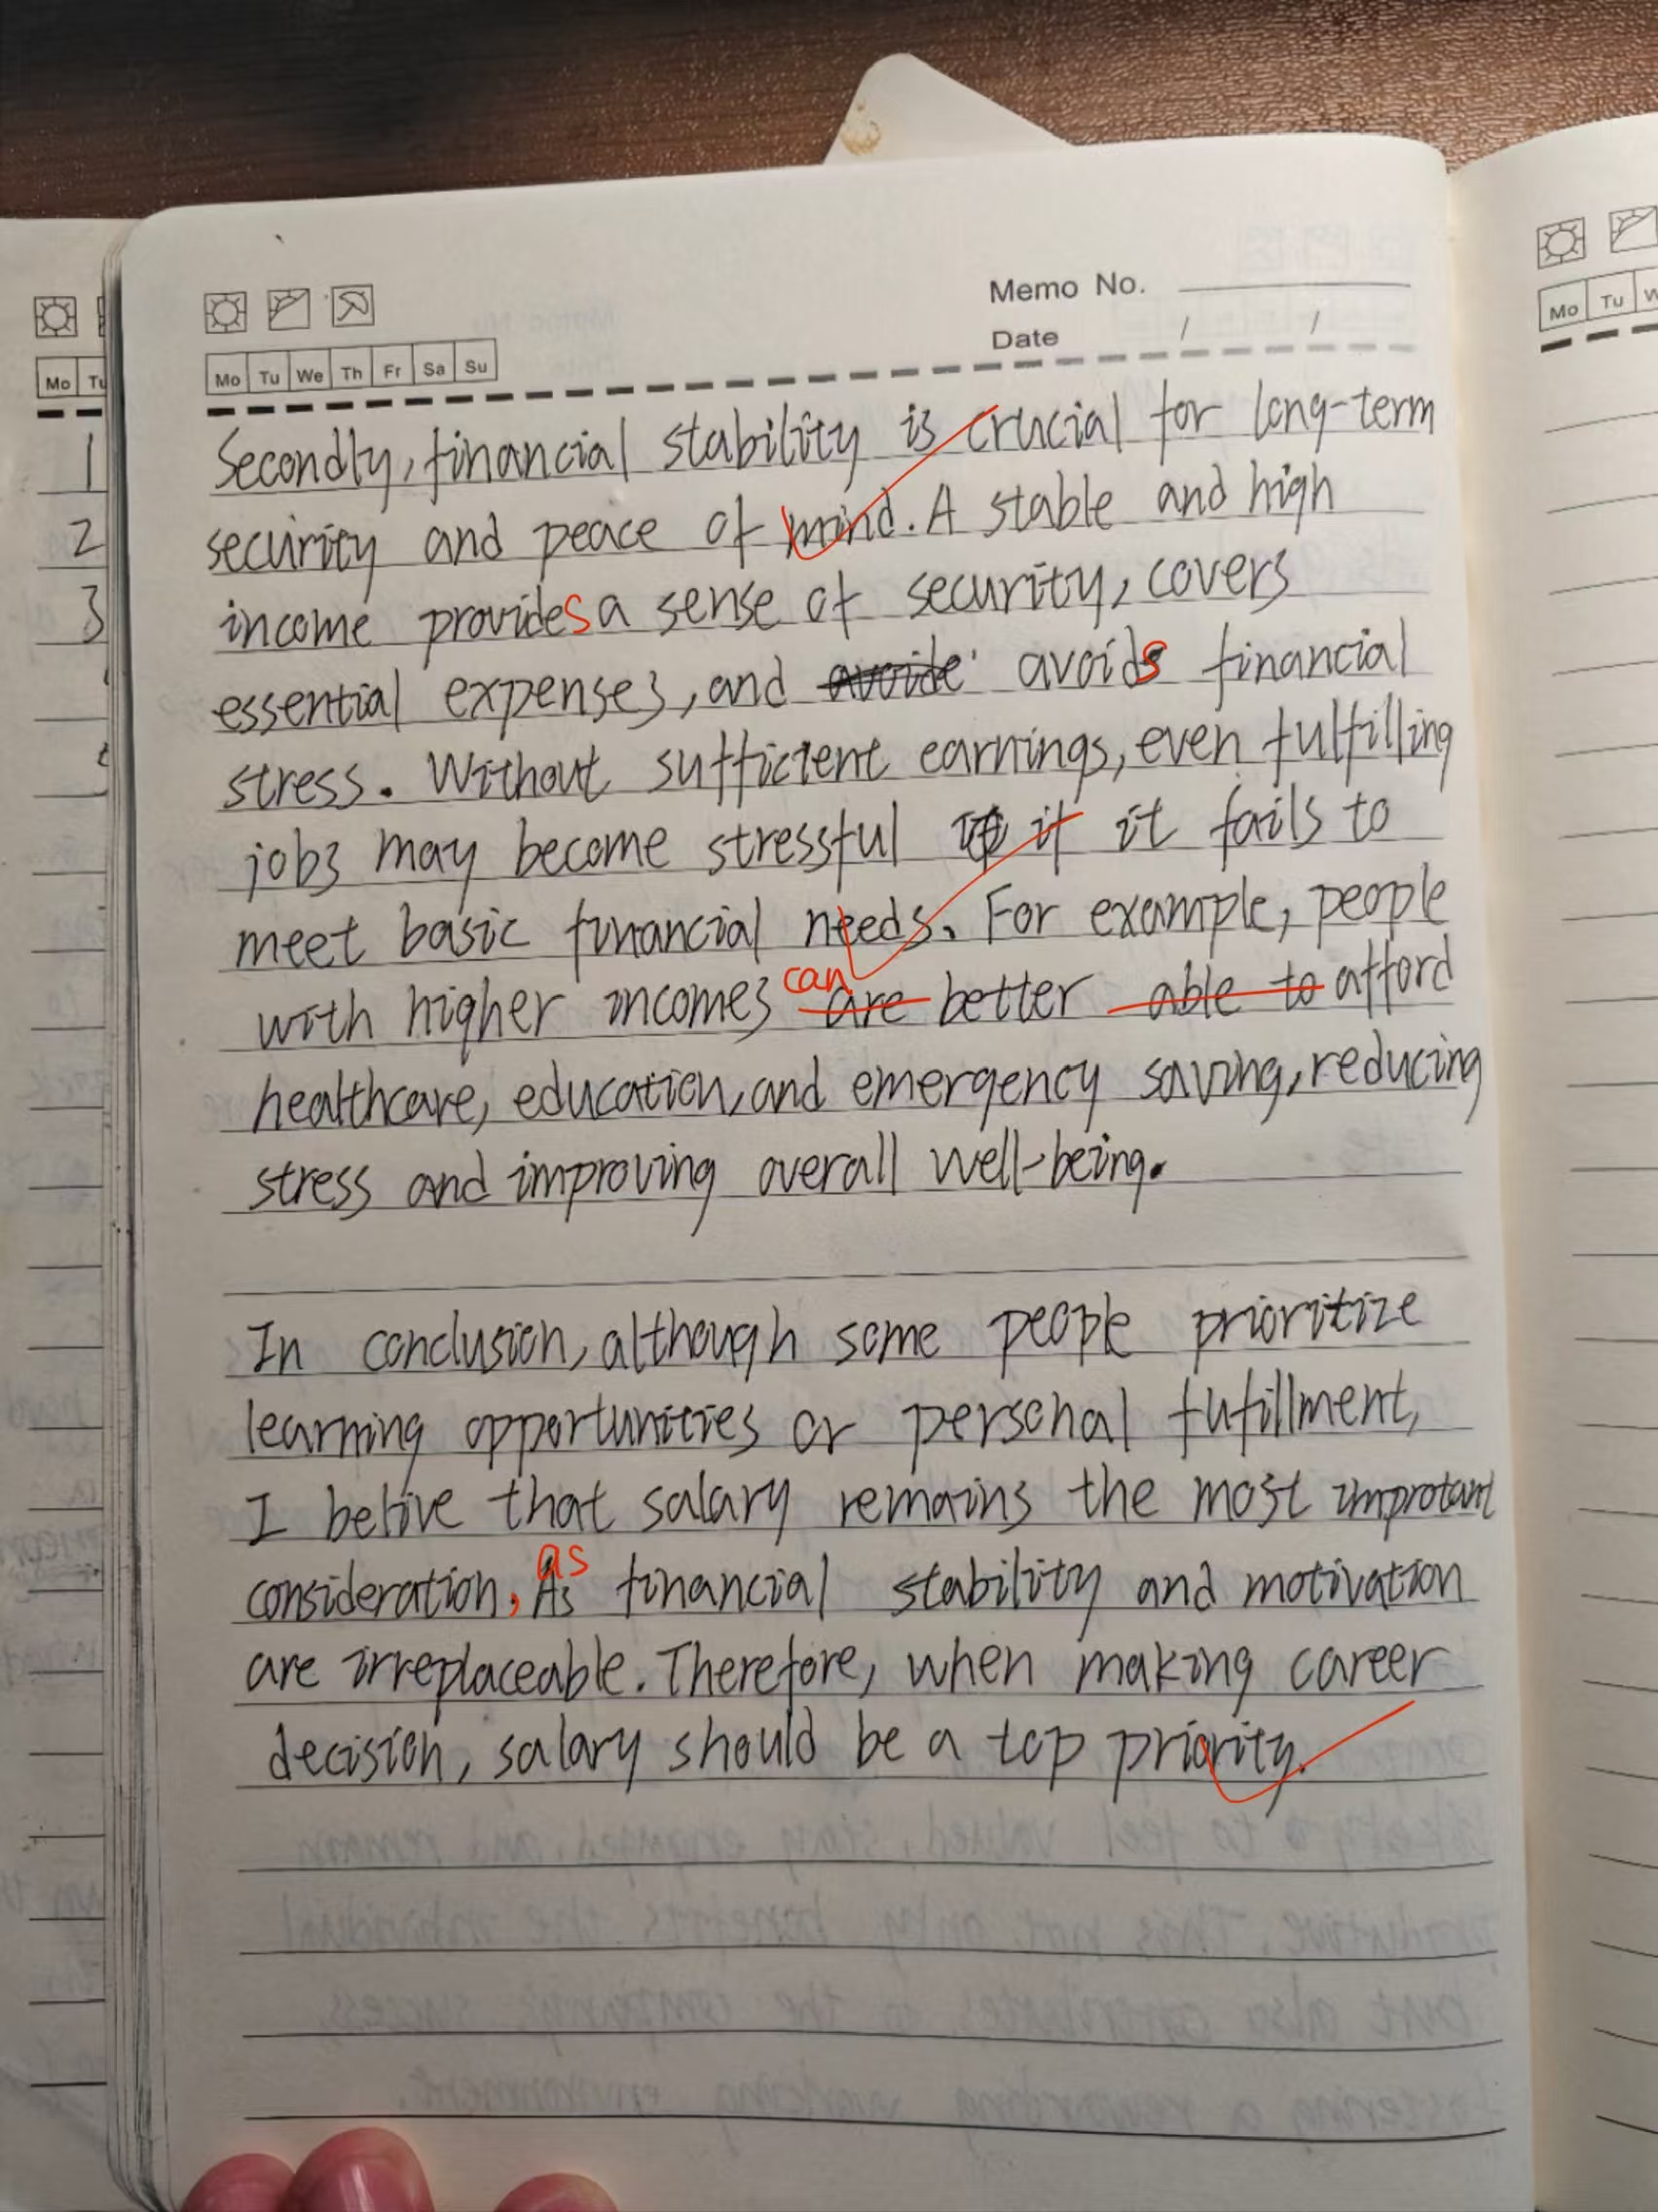 Memo No.
Date / /
Mo Tu We Th Fr Sa Su
Mo Tu
Mo Tu W
1
2
3
Secondly, financial stability is crucial for long-term
security and peace of mind. A stable and high
income provides a sense of security, covers
essential expenses, and avoide avoids financial
stress. Without sufficient earnings, even fulfilling
jobs may become stressful if it fails to
meet basic financial needs. For example, people
with higher incomes can are better able to afford
healthcare, education, and emergency saving, reducing
stress and improving overall well-being.
In conclusion, although some people prioritize
learning opportunities or personal fufillment,
I belive that salary remains the most improtant
as
consideration, As financial stability and motivation
are irreplaceable. Therefore, when making career
decision, salary should be a top priority.